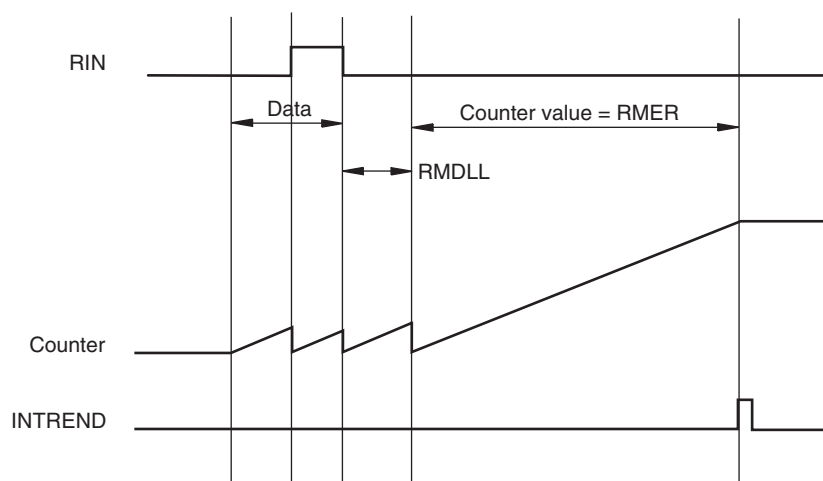 RIN
Data
Counter value = RMER
RMDLL
Counter
INTREND